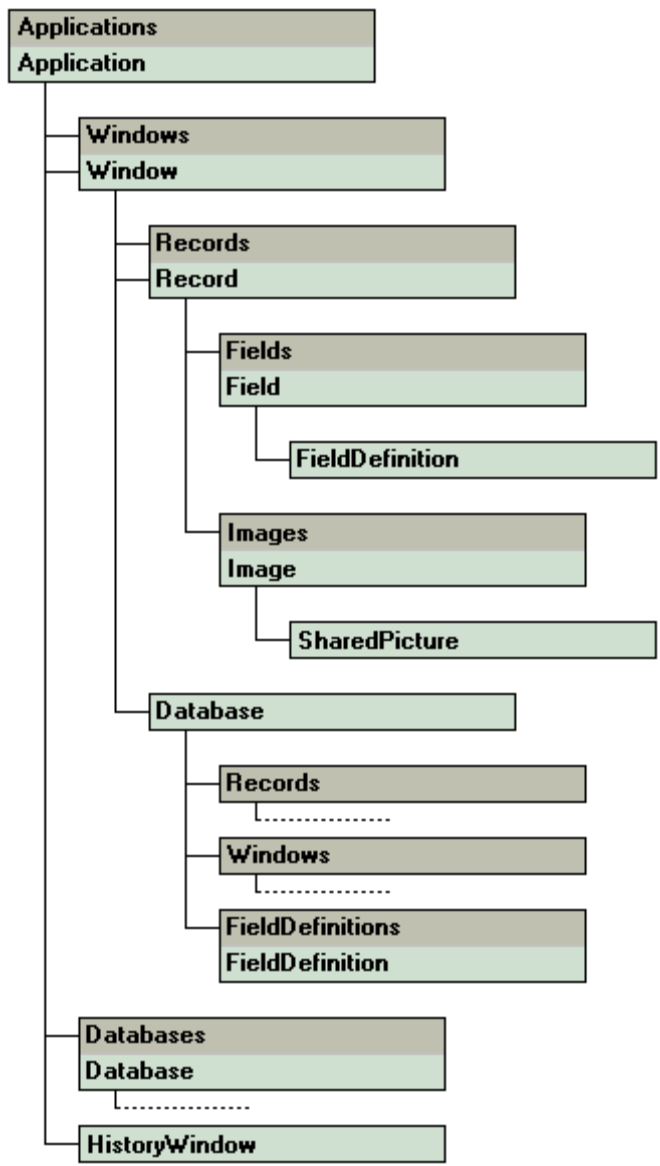 Applications
Application
Windows
Window
Records
Record
Fields
Field
FieldDefinition
Images
Image
SharedPicture
Database
Records
Windows
FieldDefinitions
FieldDefinition
Databases
Database
HistoryWindow